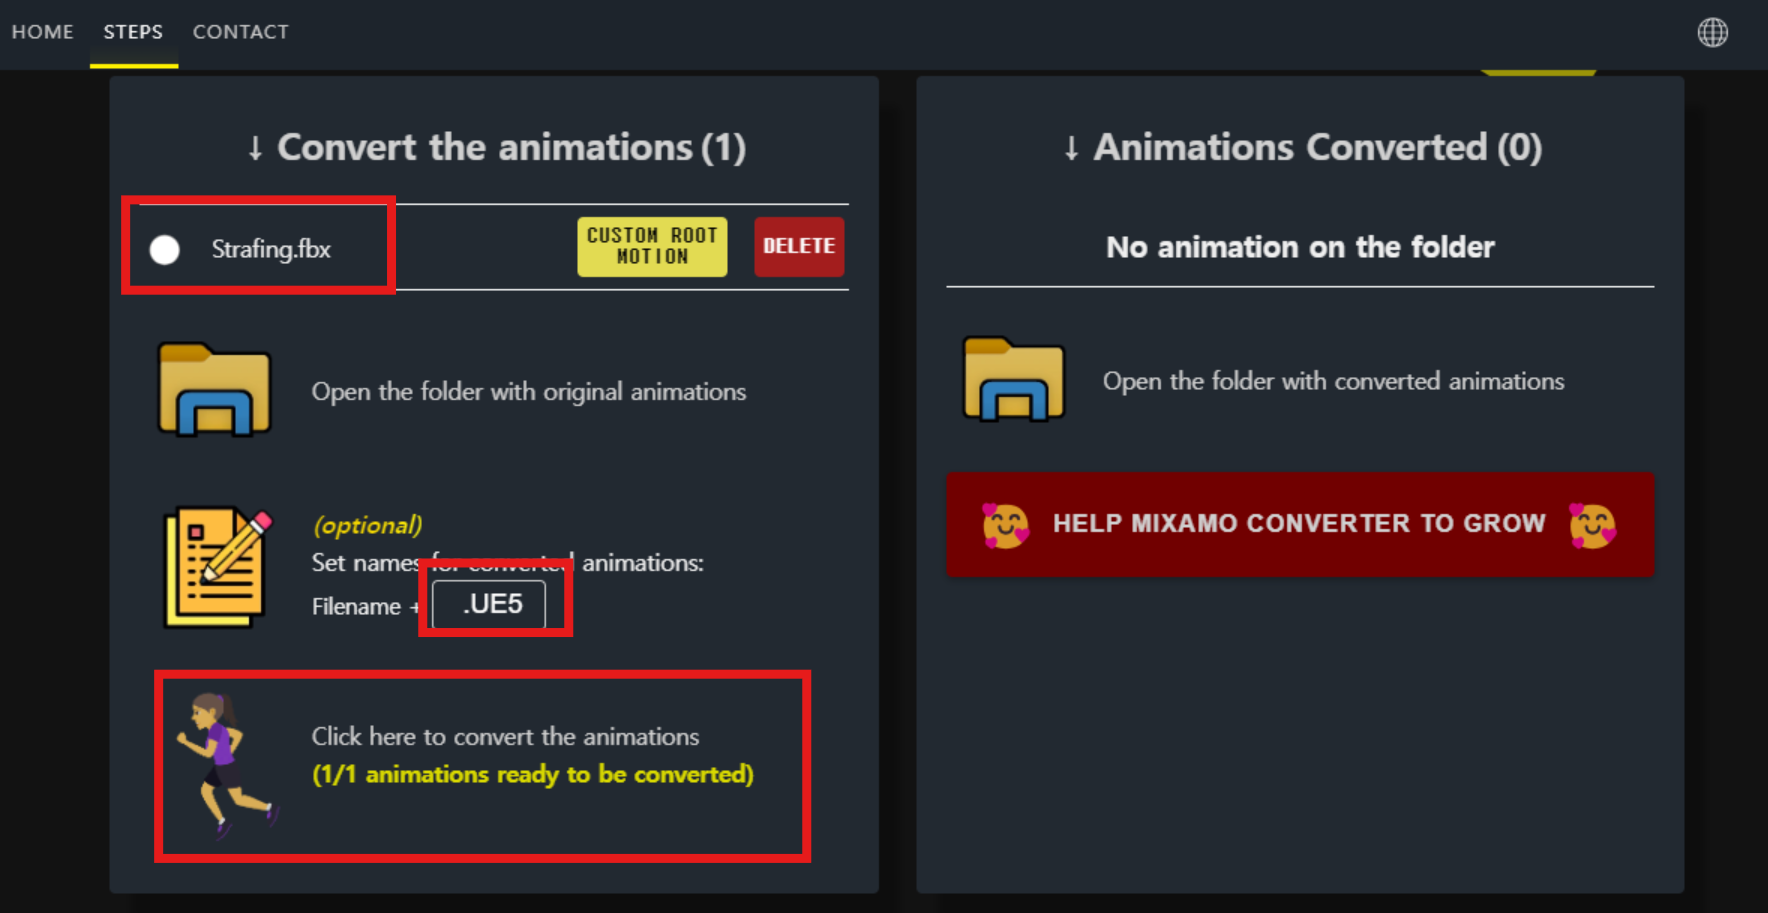 HOME STEPS CONTACT
↓ Convert the animations (1)
Strafing.fbx
CUSTOM ROOT
MOTION
DELETE
Open the folder with original animations
(optional)
Set names for converted animations:
Filename + .UE5
Click here to convert the animations
(1/1 animations ready to be converted)
↓ Animations Converted (0)
No animation on the folder
Open the folder with converted animations
HELP MIXAMO CONVERTER TO GROW